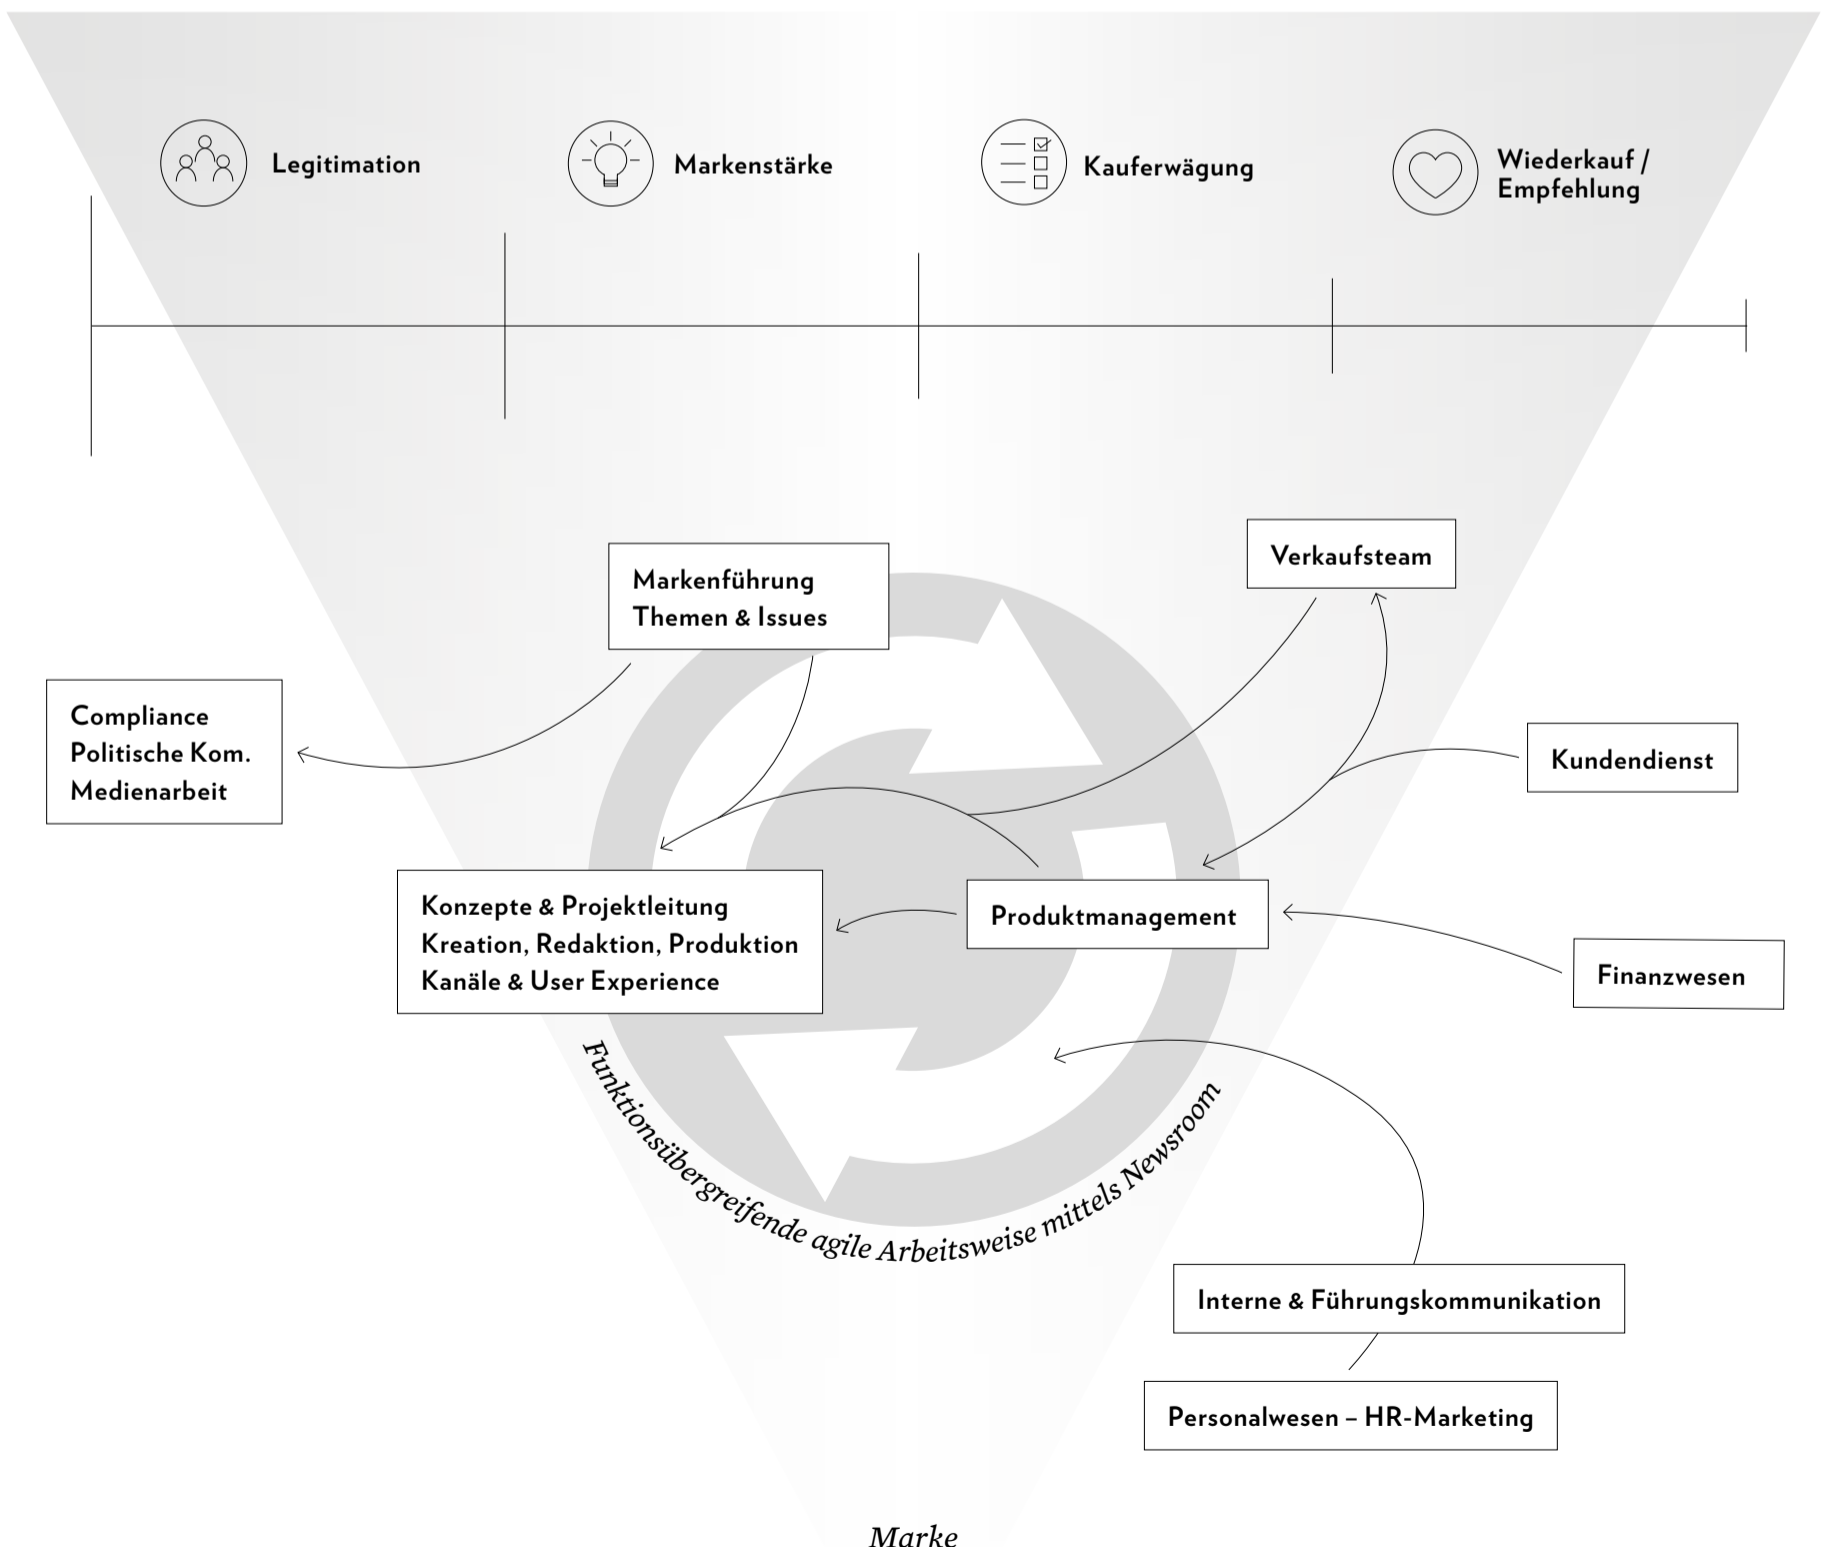 Legitimation
Markenstärke
Kauferwägung
Wiederkauf /
Empfehlung
Verkaufsteam
Markenführung
Themen & Issues
Compliance
Politische Kom.
Medienarbeit
Kundendienst
Konzepte & Projektleitung
Kreation, Redaktion, Produktion
Kanäle & User Experience
Produktmanagement
Finanzwesen
Funktionsübergreifende agile Arbeitsweise mittels Newsroom
Interne & Führungskommunikation
Personalwesen – HR-Marketing
Marke